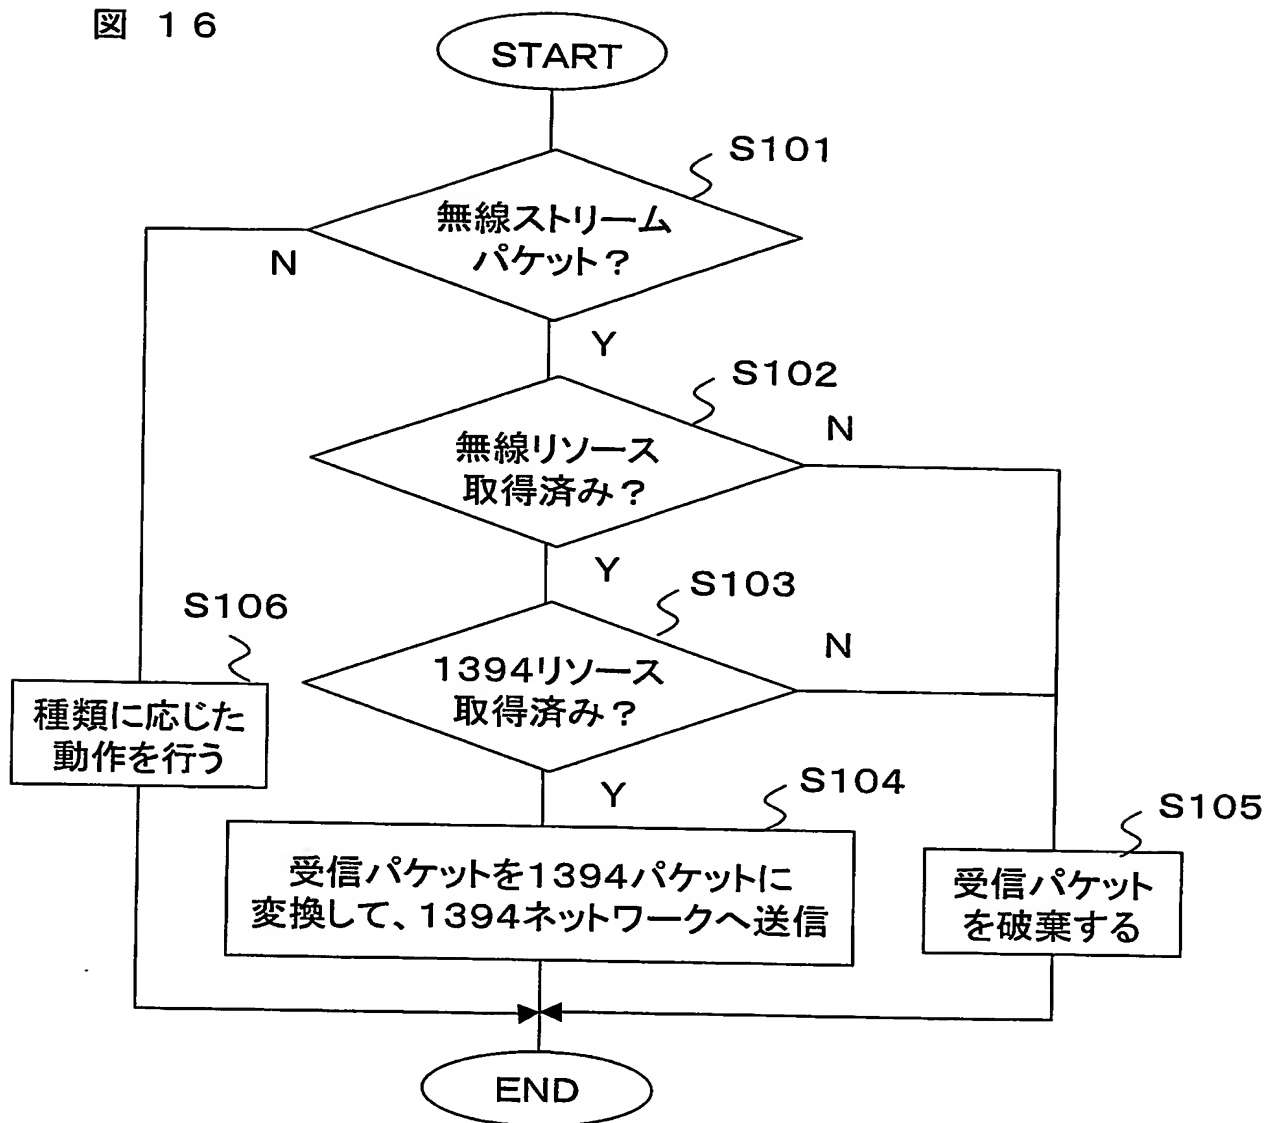 図 16
START
S101
無線ストリーム
パケット?
N
Y
S102
無線リソース
取得済み?
N
Y
S103
1394リソース
取得済み?
N
Y
S106
種類に応じた
動作を行う
S104
受信パケットを1394パケットに
変換して、1394ネットワークへ送信
S105
受信パケット
を破棄する
END